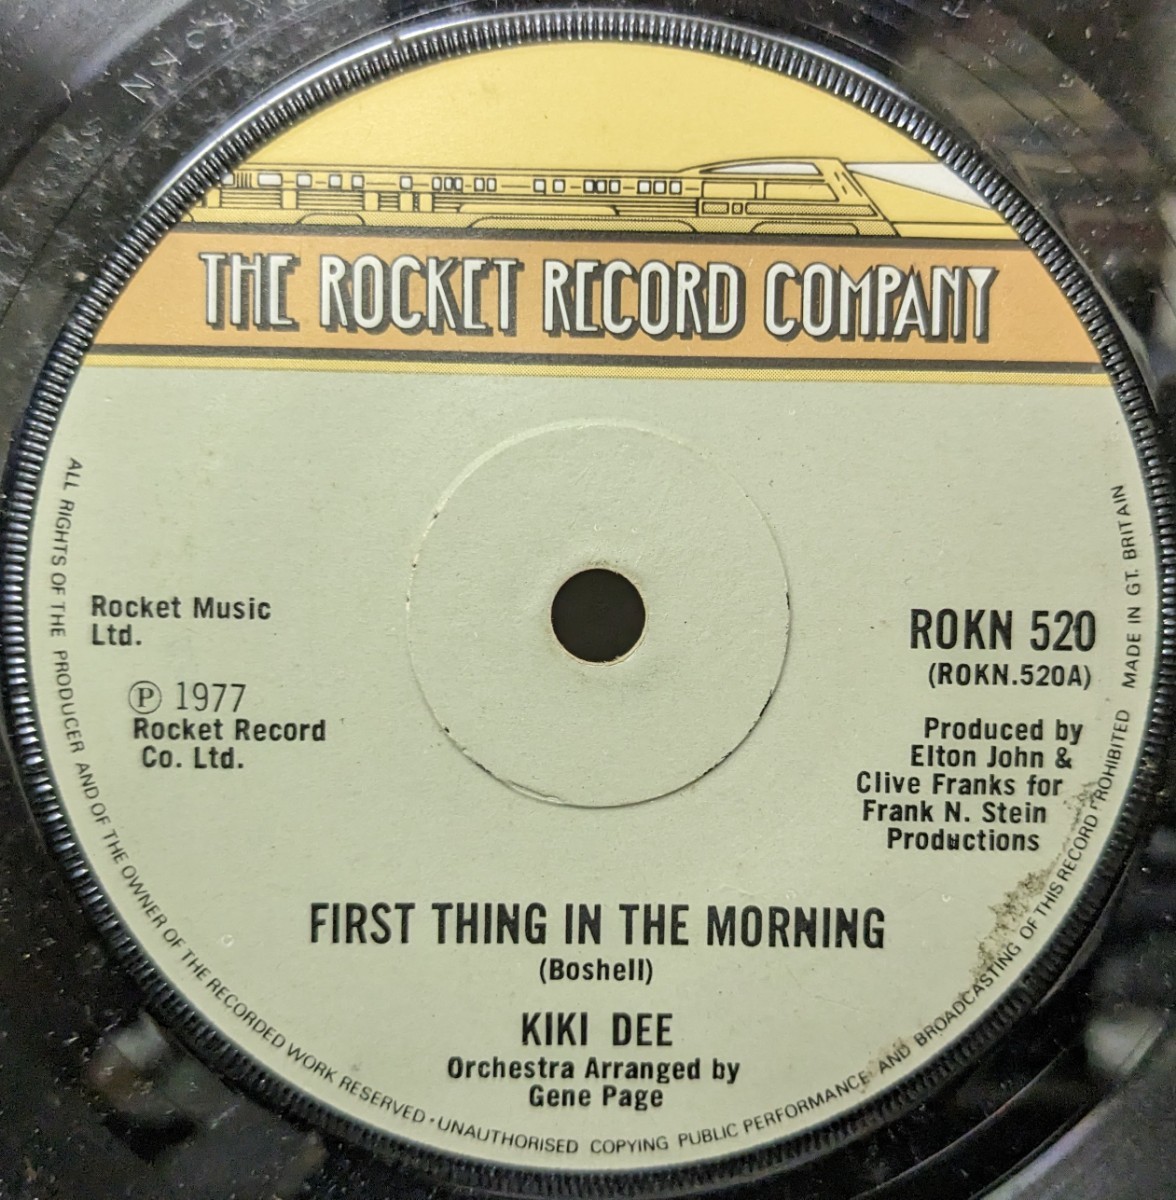 THE ROCKET RECORD COMPANY
Rocket Music
Ltd.
Ⓟ 1977
Rocket Record
Co. Ltd.
ROKN 520
(ROKN.520A)
Produced by
Elton John &
Clive Franks for
Frank N. Stein
Productions
FIRST THING IN THE MORNING
(Boshell)
KIKI DEE
Orchestra Arranged by
Gene Page
ALL RIGHTS OF THE PRODUCER AND OF THE OWNER OF THE RECORDED WORK RESERVED · UNAUTHORISED COPYING PUBLIC PERFORMANCE AND BROADCASTING OF THIS RECORD PROHIBITED MADE IN GT. BRITAIN